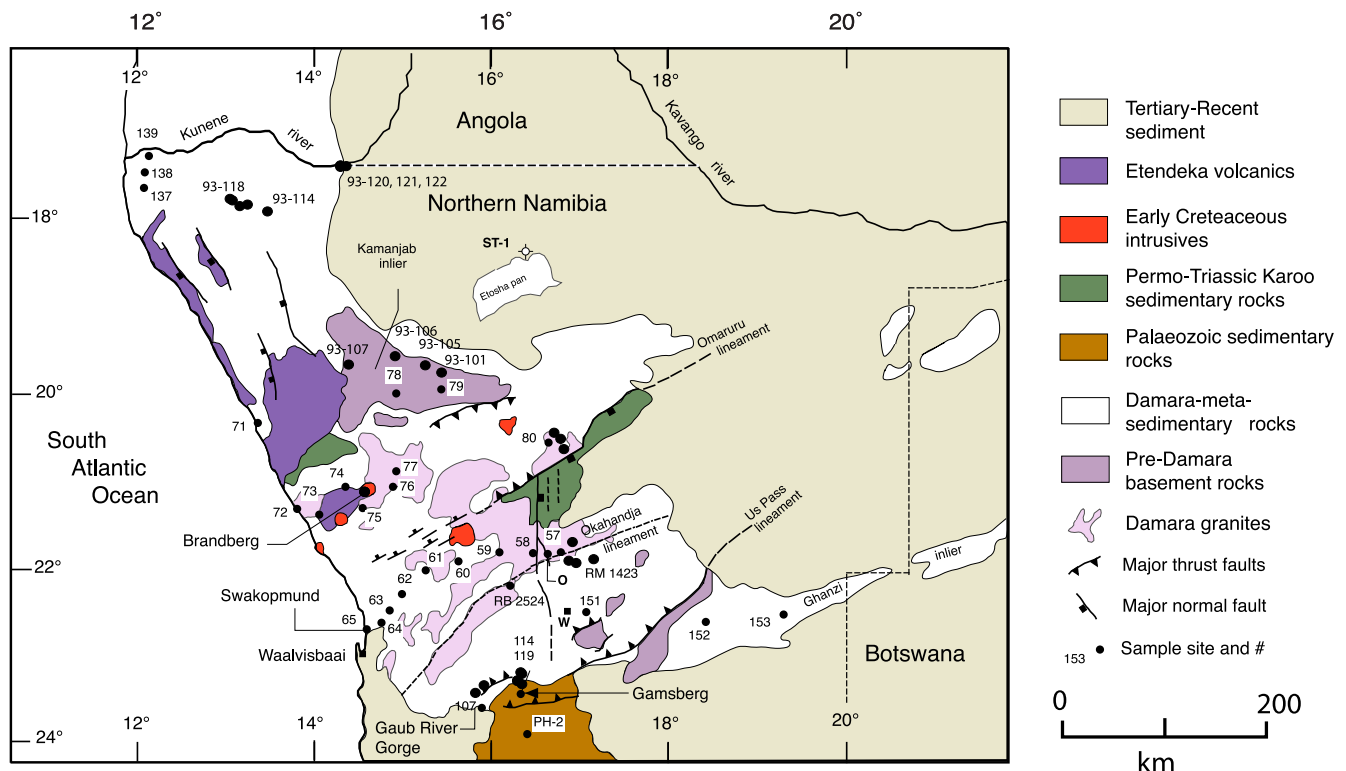 12° 16° 20°
12° 14° 16° 18° 20°
139
Kunene
river
Angola
Kavango
river
138
137
93-118
93-114
93-120, 121, 122
Northern Namibia
18°
Kamanjab
inlier
ST-1
Etosha pan
93-106
93-107
93-105
93-101
Omaruru
lineament
78
79
20°
71
South
Atlantic
Ocean
80
77
74
76
73
72
75
Us Pass
lineament
Brandberg
Okahandja
lineament
57
58
59
61
60
62
O
RM 1423
inlier
22°
Swakopmund
63
RB 2524
151
Ghanzi
65
64
W
152
153
Waalvisbaai
114
119
Botswana
Gamsberg
107
Gaub River
Gorge
PH-2
12° 14° 18° 20°
24°
Tertiary-Recent
sediment
Etendeka volcanics
Early Creteaceous
intrusives
Permo-Triassic Karoo
sedimentary rocks
Palaeozoic sedimentary
rocks
Damara-meta-
sedimentary rocks
Pre-Damara
basement rocks
Damara granites
Major thrust faults
Major normal fault
153 Sample site and #
0 200
km